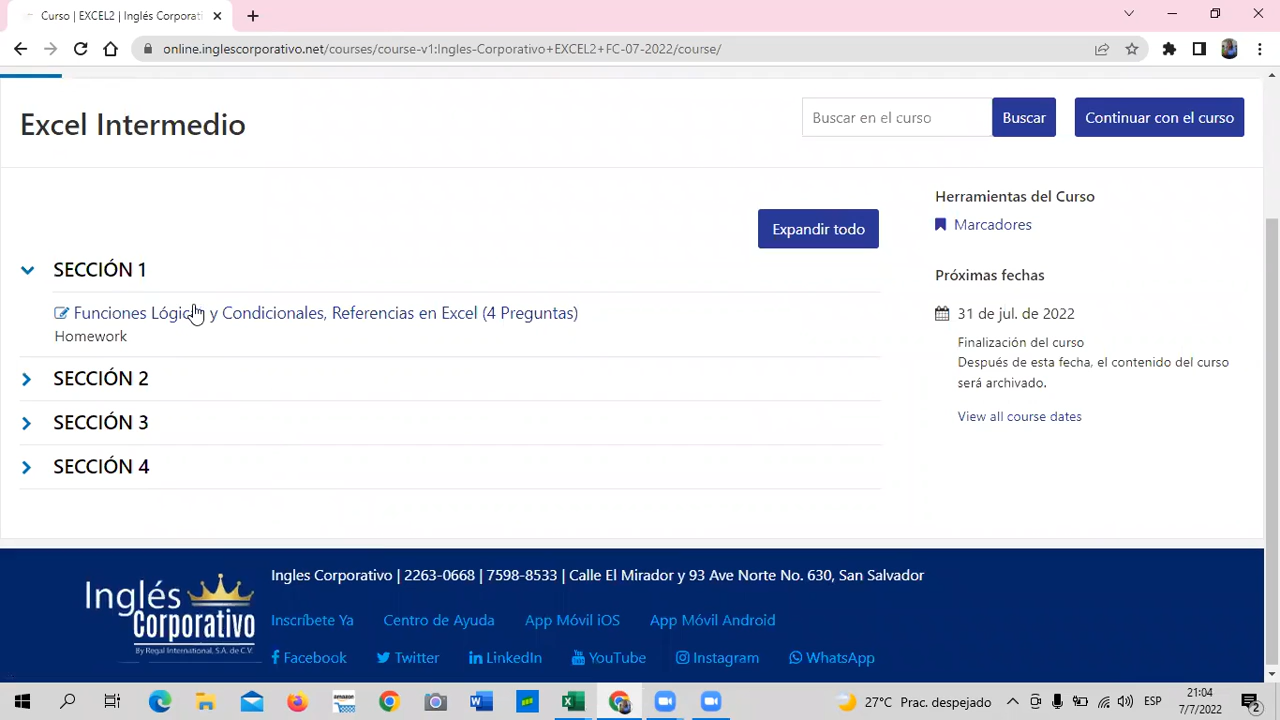 Curso | EXCEL2 | Inglés Corporati
online.inglescorporativo.net/courses/course-v1:Ingles-Corporativo+EXCEL2+FC-07-2022/course/
Excel Intermedio
Buscar en el curso
Buscar
Continuar con el curso
Herramientas del Curso
Marcadores
Expandir todo
SECCIÓN 1
Funciones Lógic y Condicionales, Referencias en Excel (4 Preguntas)
Homework
SECCIÓN 2
SECCIÓN 3
SECCIÓN 4
Próximas fechas
31 de jul. de 2022
Finalización del curso
Después de esta fecha, el contenido del curso
será archivado.
View all course dates
Inglés
Corporativo
By Regal International, S.A. de C.V.
Ingles Corporativo | 2263-0668 | 7598-8533 | Calle El Mirador y 93 Ave Norte No. 630, San Salvador
Inscríbete Ya
Centro de Ayuda
App Móvil iOS
App Móvil Android
Facebook
Twitter
LinkedIn
YouTube
Instagram
WhatsApp
amazon
27°C Prac. despejado
ESP
21:04
7/7/2022
2